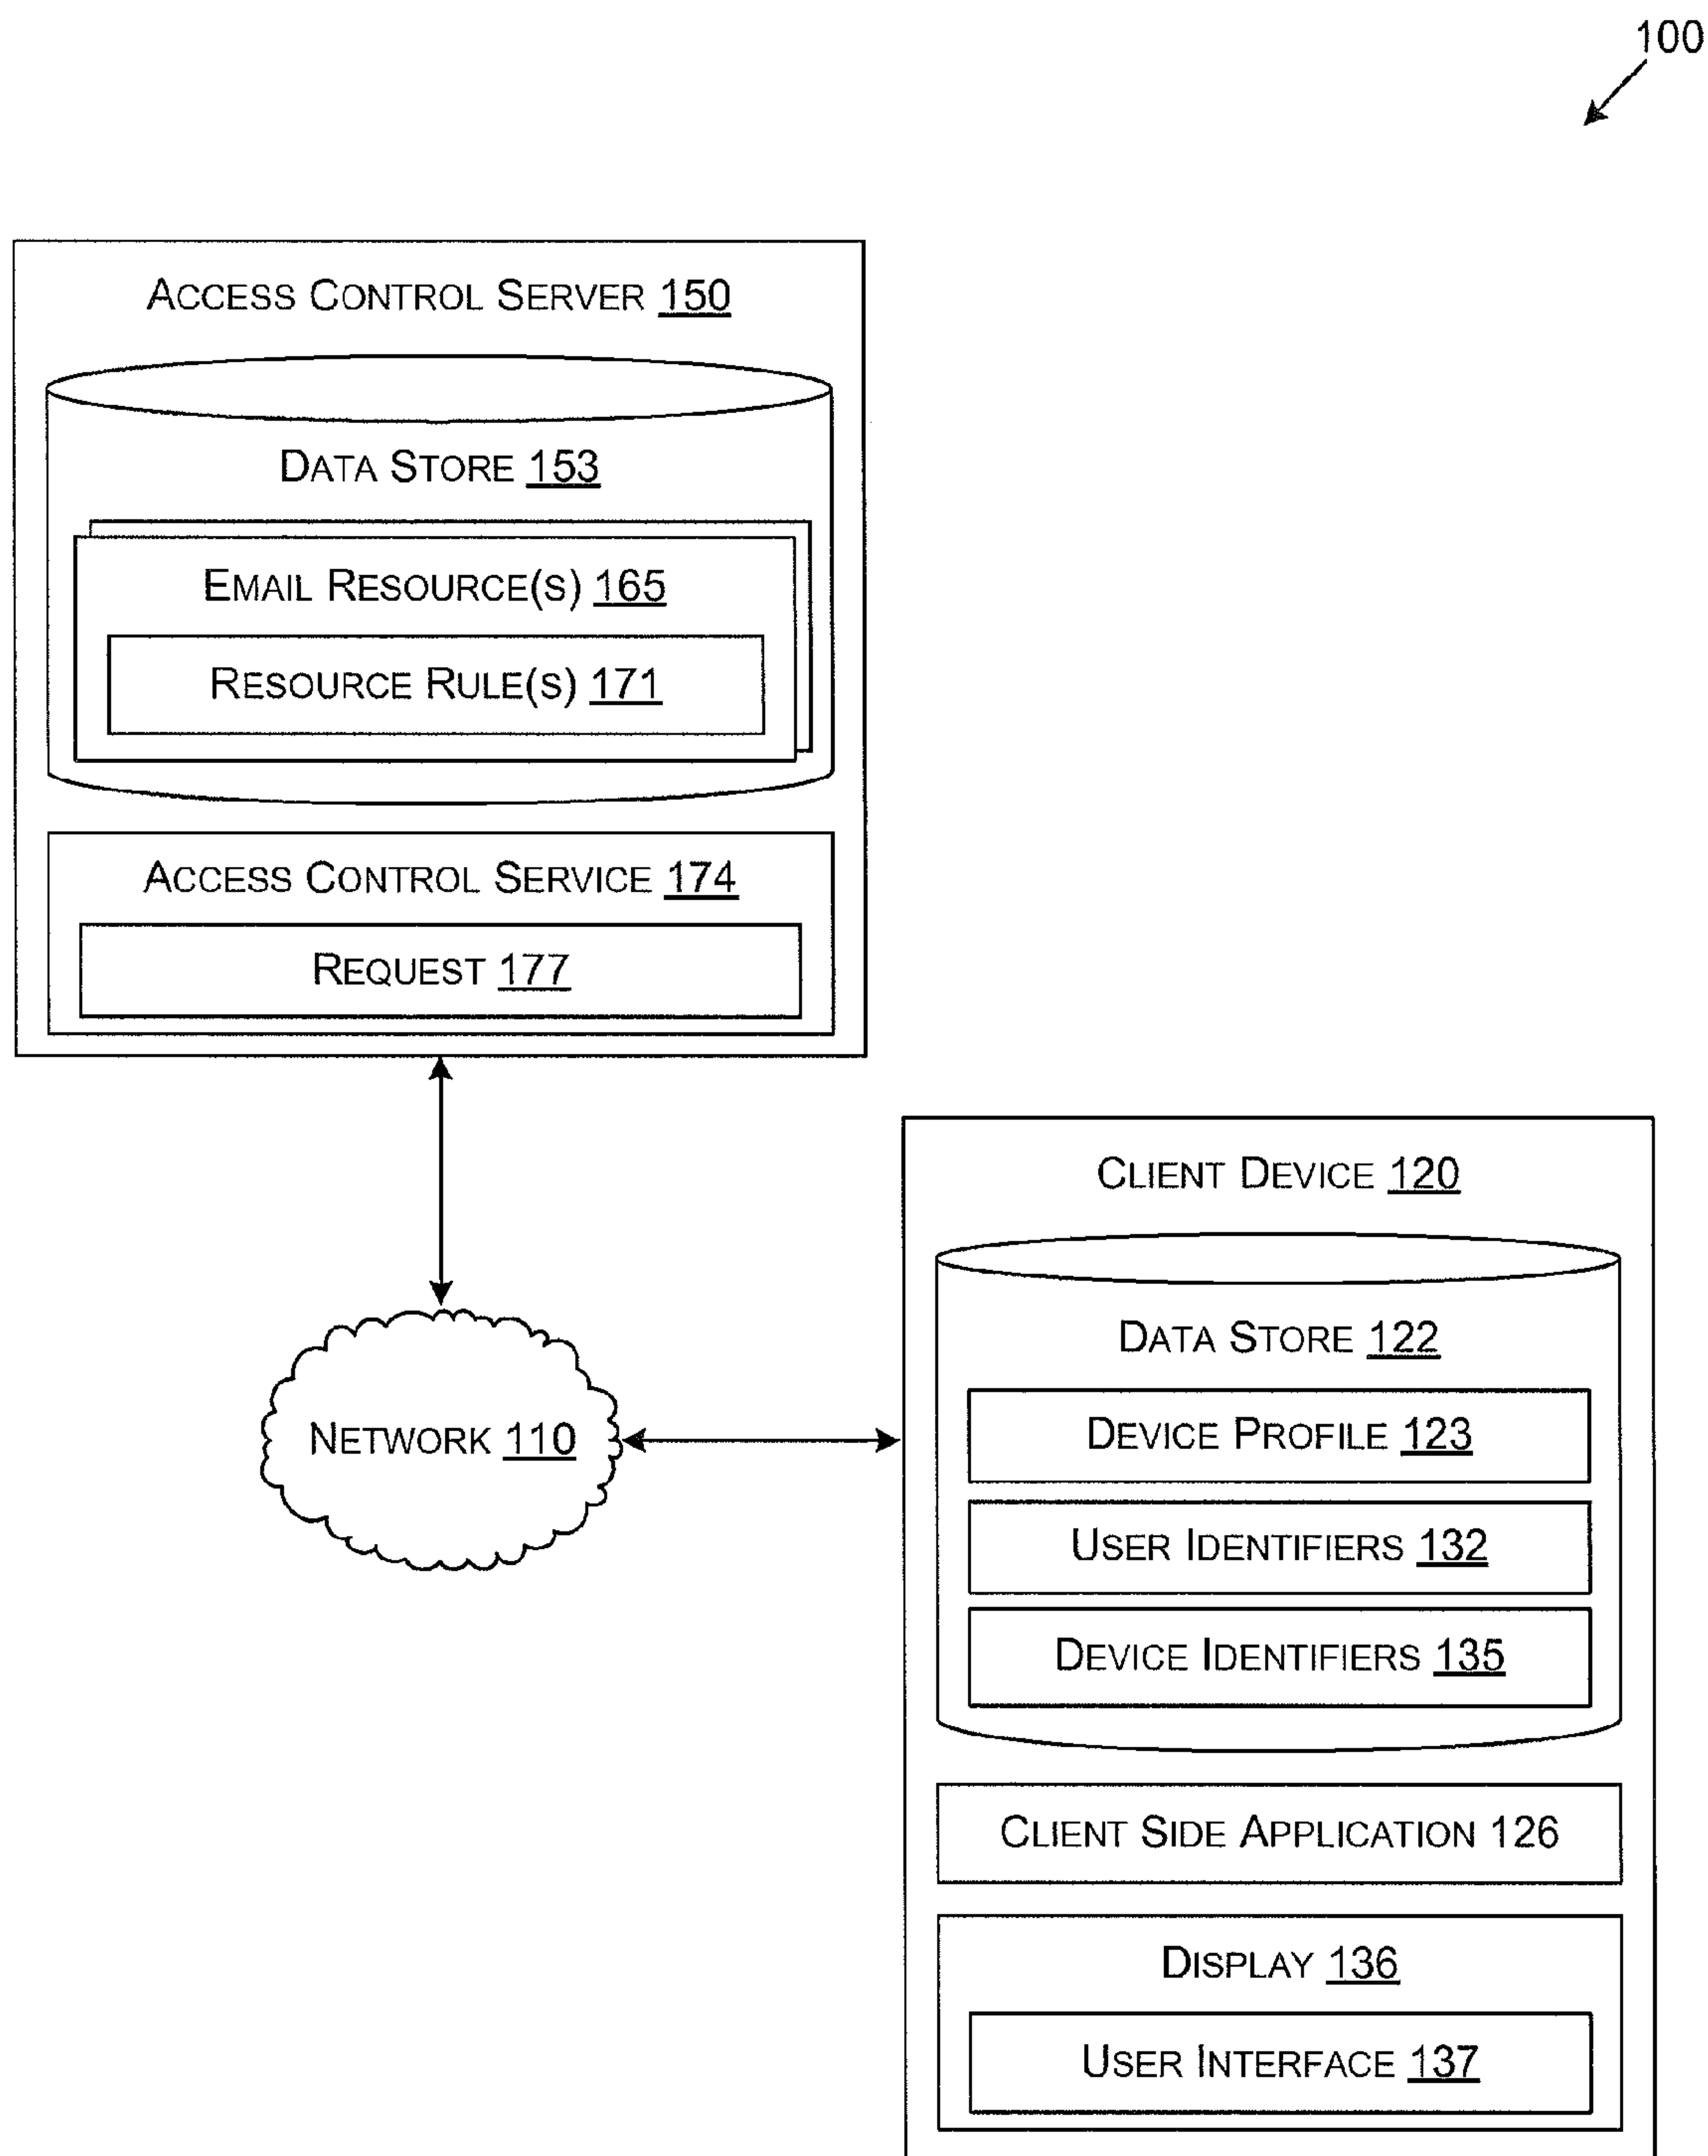 100
ACCESS CONTROL SERVER 150
DATA STORE 153
EMAIL RESOURCE(S) 165
RESOURCE RULE(S) 171
ACCESS CONTROL SERVICE 174
REQUEST 177
NETWORK 110
CLIENT DEVICE 120
DATA STORE 122
DEVICE PROFILE 123
USER IDENTIFIERS 132
DEVICE IDENTIFIERS 135
CLIENT SIDE APPLICATION 126
DISPLAY 136
USER INTERFACE 137